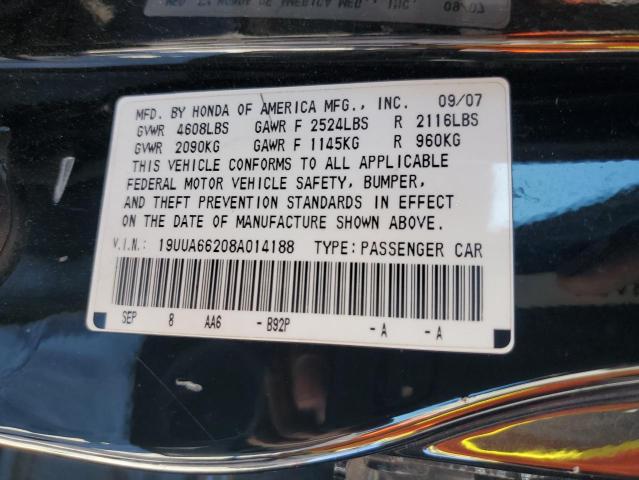 MFD. BY HONDA OF AMERICA MFG., INC. 09/07
GVWR 4608LBS GAWR F 2524LBS R 2116LBS
GVWR 2090KG GAWR F 1145KG R 960KG
THIS VEHICLE CONFORMS TO ALL APPLICABLE
FEDERAL MOTOR VEHICLE SAFETY, BUMPER,
AND THEFT PREVENTION STANDARDS IN EFFECT
ON THE DATE OF MANUFACTURE SHOWN ABOVE.
V.I.N.: 19UUA66208A014188 TYPE: PASSENGER CAR
SEP 8 AA6 -B92P -A -A